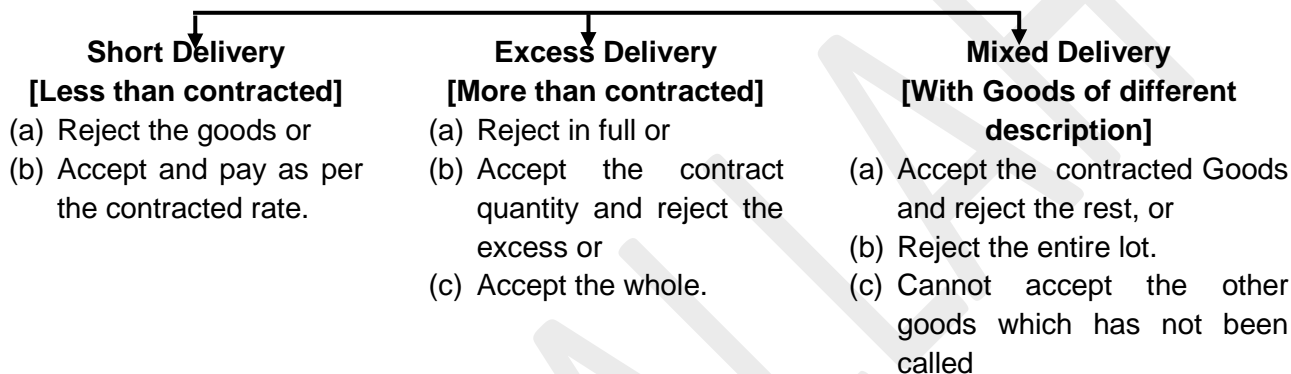 Short Delivery
[Less than contracted]
(a) Reject the goods or
(b) Accept and pay as per
the contracted rate.
Excess Delivery
[More than contracted]
(a) Reject in full or
(b) Accept the contract
quantity and reject the
excess or
(c) Accept the whole.
Mixed Delivery
[With Goods of different
description]
(a) Accept the contracted Goods
and reject the rest, or
(b) Reject the entire lot.
(c) Cannot accept the other
goods which has not been
called